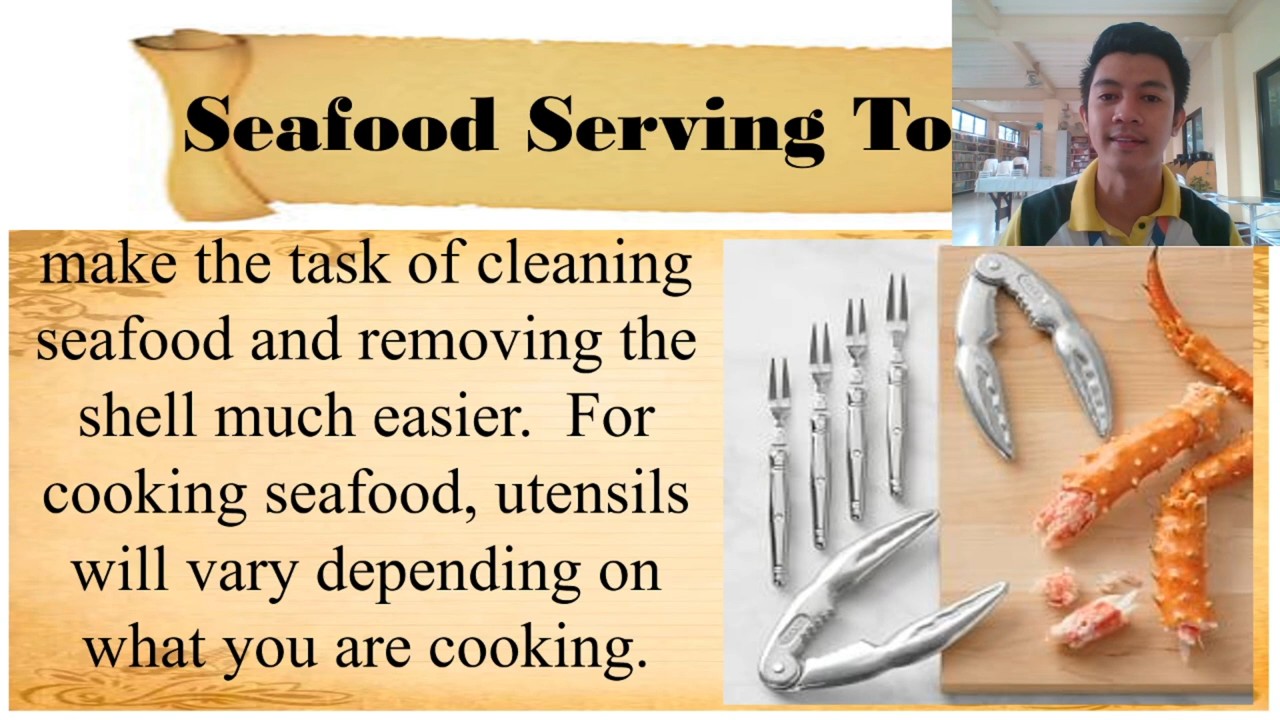 Seafood Serving To
make the task of cleaning
seafood and removing the
shell much easier. For
cooking seafood, utensils
will vary depending on
what you are cooking.